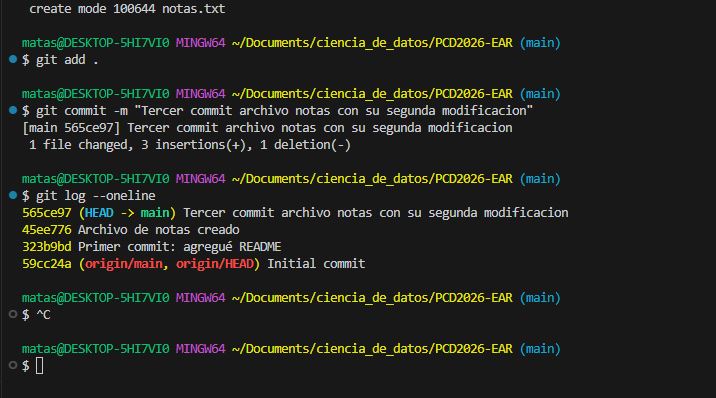 create mode 100644 notas.txt
matas@DESKTOP-5HI7VI0 MINGW64 ~/Documents/ciencia_de_datos/PCD2026-EAR (main)
$ git add .
matas@DESKTOP-5HI7VI0 MINGW64 ~/Documents/ciencia_de_datos/PCD2026-EAR (main)
$ git commit -m "Tercer commit archivo notas con su segunda modificacion"
[main 565ce97] Tercer commit archivo notas con su segunda modificacion
1 file changed, 3 insertions(+), 1 deletion(-)
matas@DESKTOP-5HI7VI0 MINGW64 ~/Documents/ciencia_de_datos/PCD2026-EAR (main)
$ git log --oneline
565ce97 (HEAD -> main) Tercer commit archivo notas con su segunda modificacion
45ee776 Archivo de notas creado
323b9bd Primer commit: agregué README
59cc24a (origin/main, origin/HEAD) Initial commit
matas@DESKTOP-5HI7VI0 MINGW64 ~/Documents/ciencia_de_datos/PCD2026-EAR (main)
$ ^C
matas@DESKTOP-5HI7VI0 MINGW64 ~/Documents/ciencia_de_datos/PCD2026-EAR (main)
$